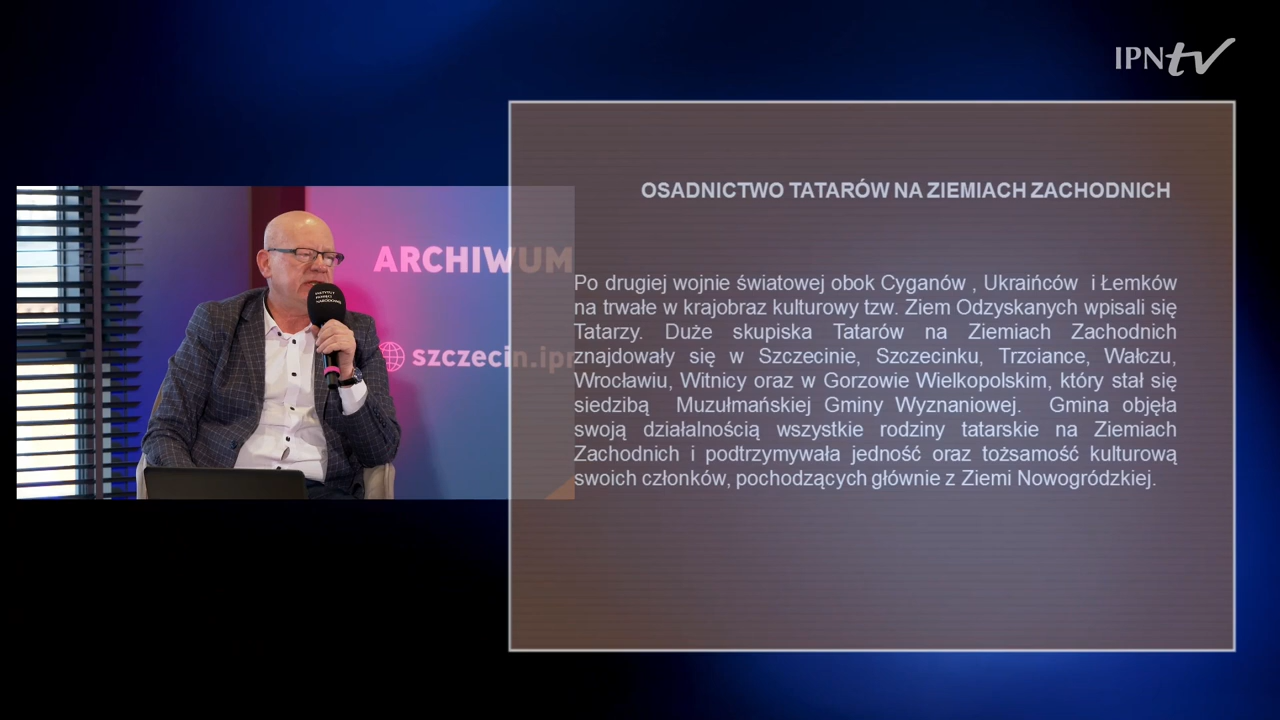 IPNtv
OSADNICTWO TATARÓW NA ZIEMIACH ZACHODNICH
Po drugiej wojnie światowej obok Cyganów , Ukraińców i Łemków
na trwałe w krajobraz kulturowy tzw. Ziem Odzyskanych wpisali się
Tatarzy. Duże skupiska Tatarów na Ziemiach Zachodnich
znajdowały się w Szczecinie, Szczecinku, Trzciance, Wałczu,
Wrocławiu, Witnicy oraz w Gorzowie Wielkopolskim, który stał się
siedzibą Muzułmańskiej Gminy Wyznaniowej. Gmina objęła
swoją działalnością wszystkie rodziny tatarskie na Ziemiach
Zachodnich i podtrzymywała jedność oraz tożsamość kulturową
swoich członków, pochodzących głównie z Ziemi Nowogródzkiej.
ARCHIWUM
szczecin.ipn
INSTYTUT
PAMIĘCI
NARODOWEJ